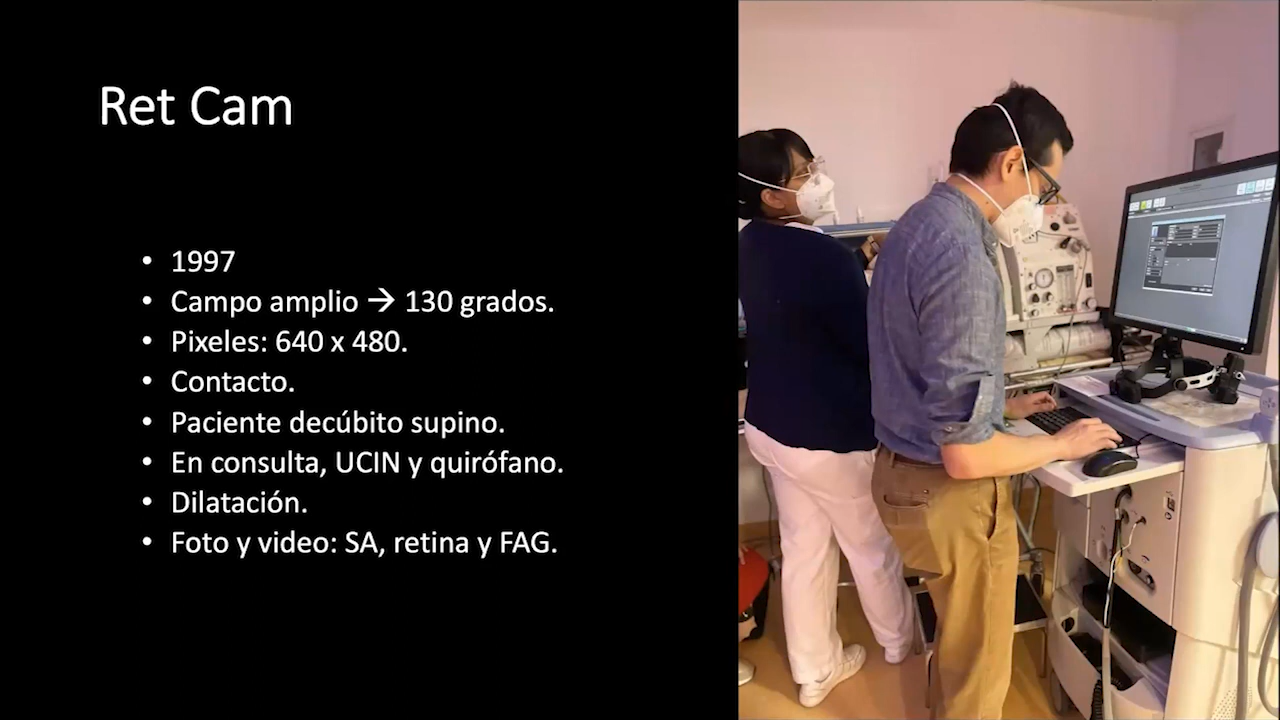 Ret Cam
• 1997
• Campo amplio → 130 grados.
• Pixeles: 640 x 480.
• Contacto.
• Paciente decúbito supino.
• En consulta, UCIN y quirófano.
• Dilatación.
• Foto y video: SA, retina y FAG.